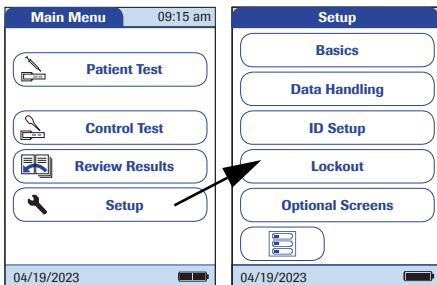 Main Menu 09:15 am
Patient Test
Control Test
Review Results
Setup
04/19/2023
Setup
Basics
Data Handling
ID Setup
Lockout
Optional Screens
04/19/2023